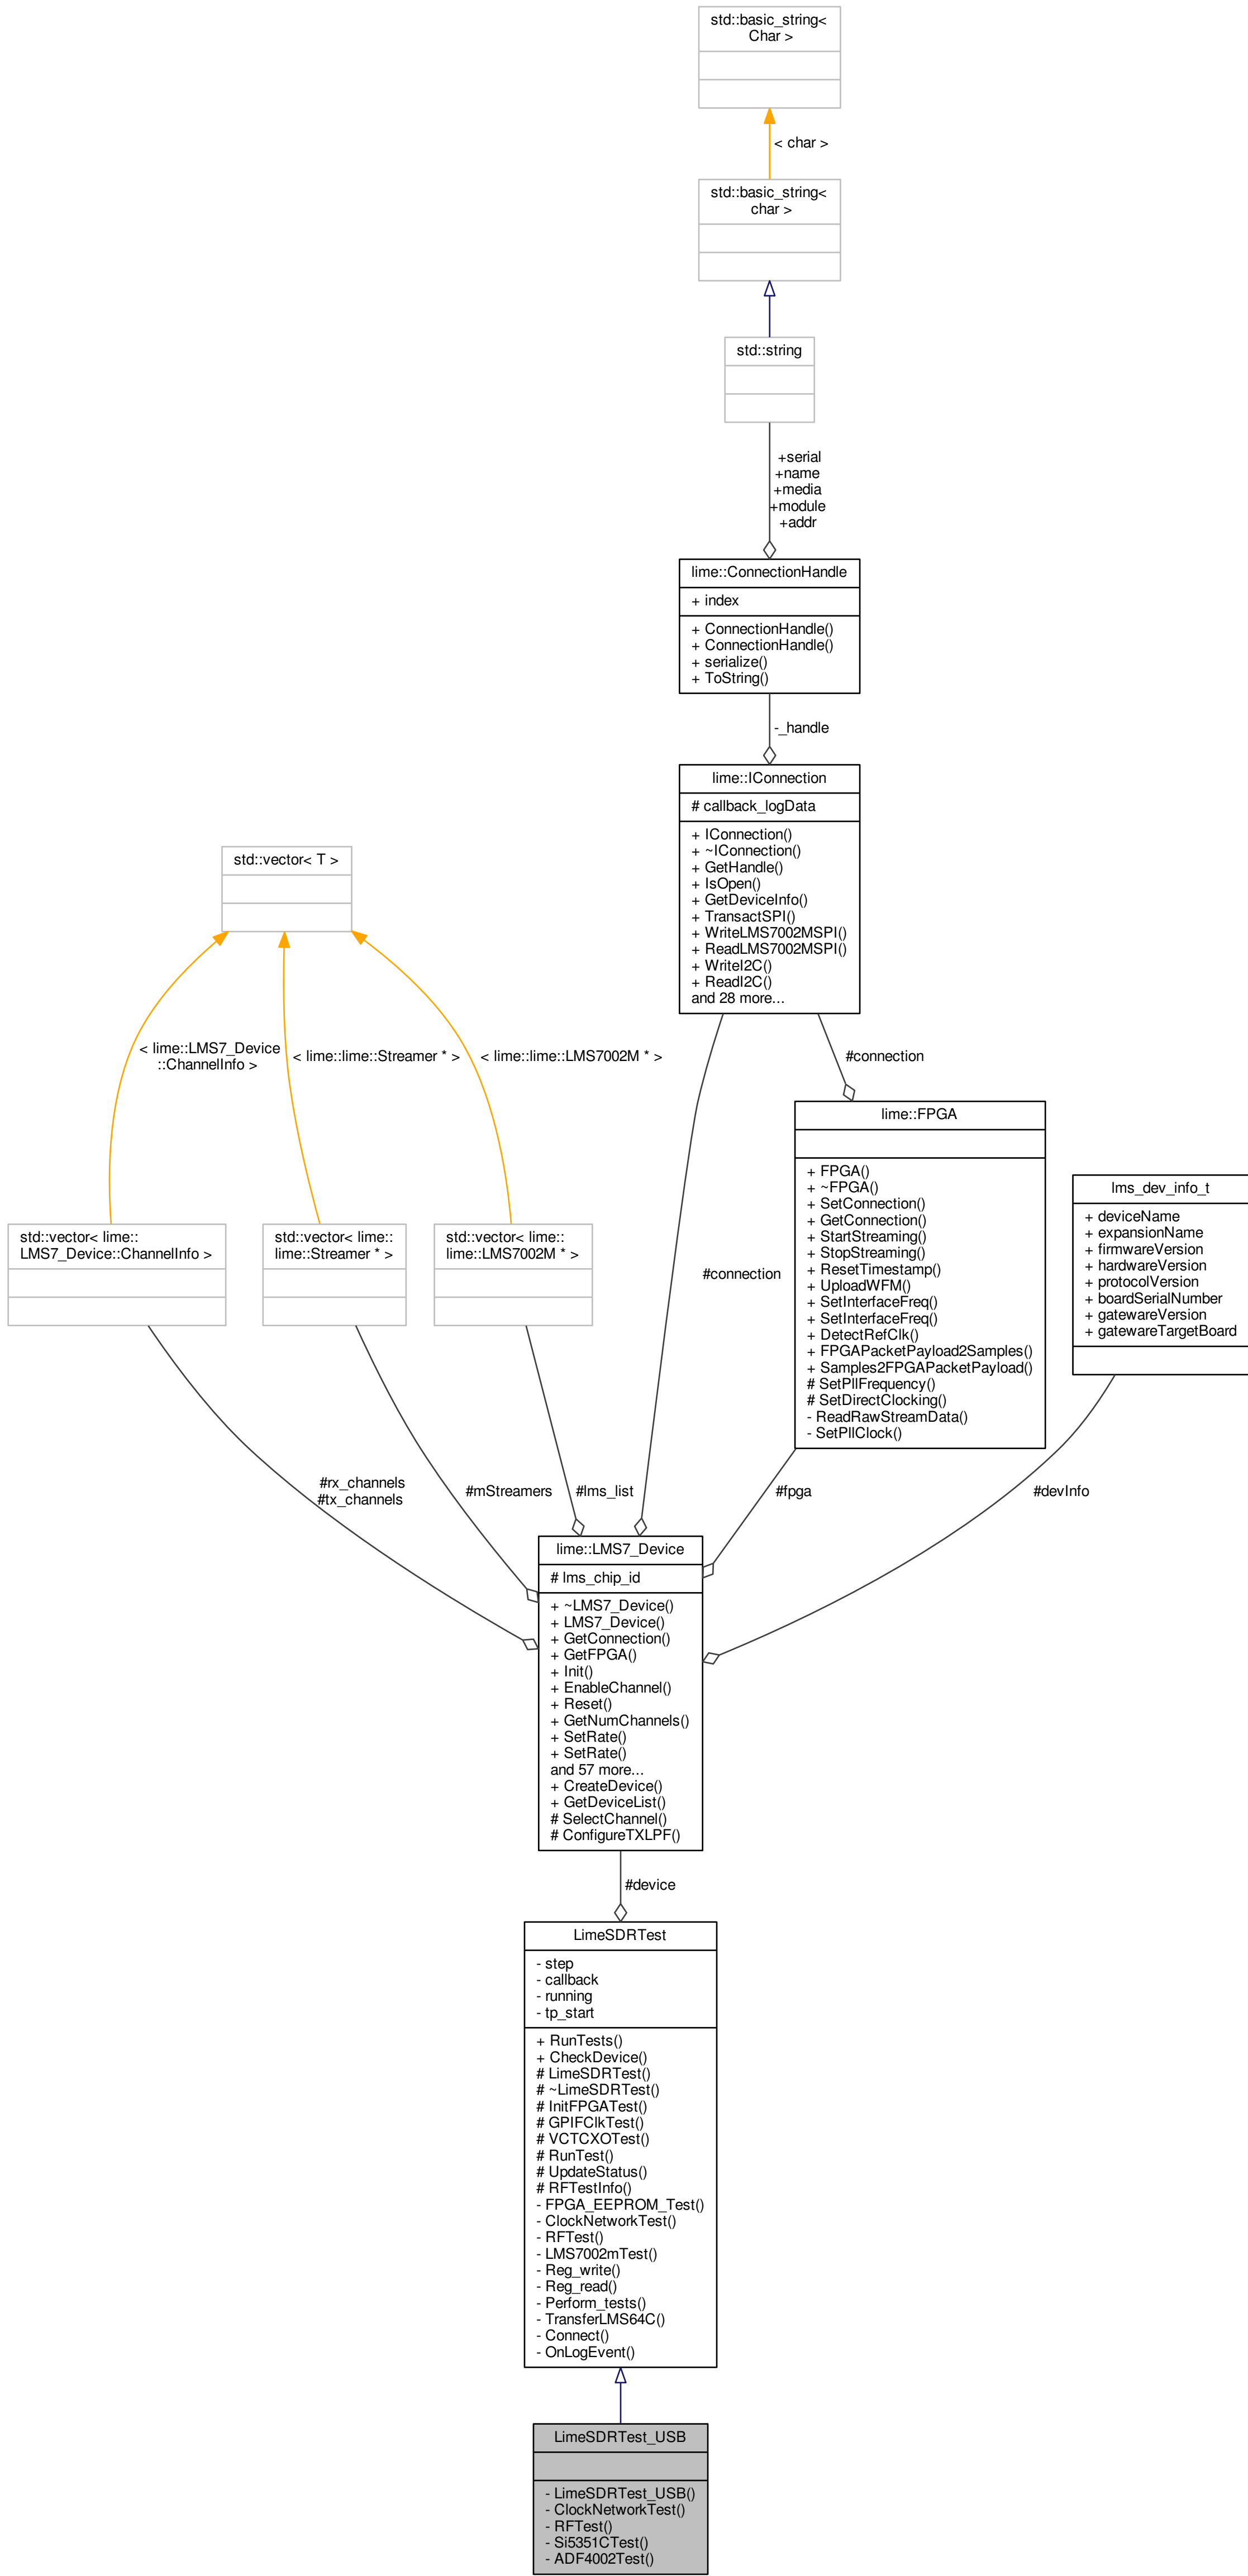 std::basic_string<
Char >
< char >
std::basic_string<
char >
std::string
+serial
+name
+media
+module
+addr
lime::ConnectionHandle
+ index
+ ConnectionHandle()
+ ConnectionHandle()
+ serialize()
+ ToString()
-_handle
lime::IConnection
# callback_logData
+ IConnection()
+ ~IConnection()
+ GetHandle()
+ IsOpen()
+ GetDeviceInfo()
+ TransactSPI()
+ WriteLMS7002MSPI()
+ ReadLMS7002MSPI()
+ WriteI2C()
+ ReadI2C()
and 28 more...
std::vector< T >
< lime::LMS7_Device
::ChannelInfo >
< lime::lime::Streamer * >
< lime::lime::LMS7002M * >
#connection
lime::FPGA
+ FPGA()
+ ~FPGA()
+ SetConnection()
+ GetConnection()
+ StartStreaming()
+ StopStreaming()
+ ResetTimestamp()
+ UploadWFM()
+ SetInterfaceFreq()
+ SetInterfaceFreq()
+ DetectRefClk()
+ FPGAPacketPayload2Samples()
+ Samples2FPGAPacketPayload()
# SetPllFrequency()
# SetDirectClocking()
- ReadRawStreamData()
- SetPllClock()
lms_dev_info_t
+ deviceName
+ expansionName
+ firmwareVersion
+ hardwareVersion
+ protocolVersion
+ boardSerialNumber
+ gatewareVersion
+ gatewareTargetBoard
std::vector< lime::
LMS7_Device::ChannelInfo >
std::vector< lime::
lime::Streamer * >
std::vector< lime::
lime::LMS7002M * >
#connection
#rx_channels
#tx_channels
#mStreamers
#lms_list
#fpga
#devInfo
lime::LMS7_Device
# lms_chip_id
+ ~LMS7_Device()
+ LMS7_Device()
+ GetConnection()
+ GetFPGA()
+ Init()
+ EnableChannel()
+ Reset()
+ GetNumChannels()
+ SetRate()
+ SetRate()
and 57 more...
+ CreateDevice()
+ GetDeviceList()
# SelectChannel()
# ConfigureTXLPF()
#device
LimeSDRTest
- step
- callback
- running
- tp_start
+ RunTests()
+ CheckDevice()
# LimeSDRTest()
# ~LimeSDRTest()
# InitFPGATest()
# GPIFClkTest()
# VCTCXOTest()
# RunTest()
# UpdateStatus()
# RFTestInfo()
- FPGA_EEPROM_Test()
- ClockNetworkTest()
- RFTest()
- LMS7002mTest()
- Reg_write()
- Reg_read()
- Perform_tests()
- TransferLMS64C()
- Connect()
- OnLogEvent()
LimeSDRTest_USB
- LimeSDRTest_USB()
- ClockNetworkTest()
- RFTest()
- Si5351CTest()
- ADF4002Test()